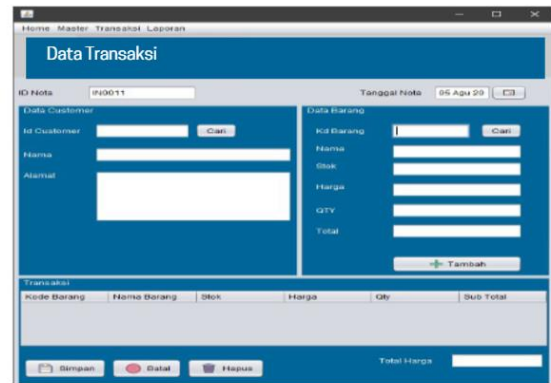 Home Master Transaksi Laporan
Data Transaksi
ID Nota IN0011 Tanggal Nota 05 Agu 20
Data Customer Data Barang
Id Customer Cari Kd Barang Cari
Nama Nama
Alamat Stok
Harga
QTY
Total
Tambah
Transaksi
Kode Barang Nama Barang Stok Harga Qty Sub Total
Simpan Batal Hapus Total Harga